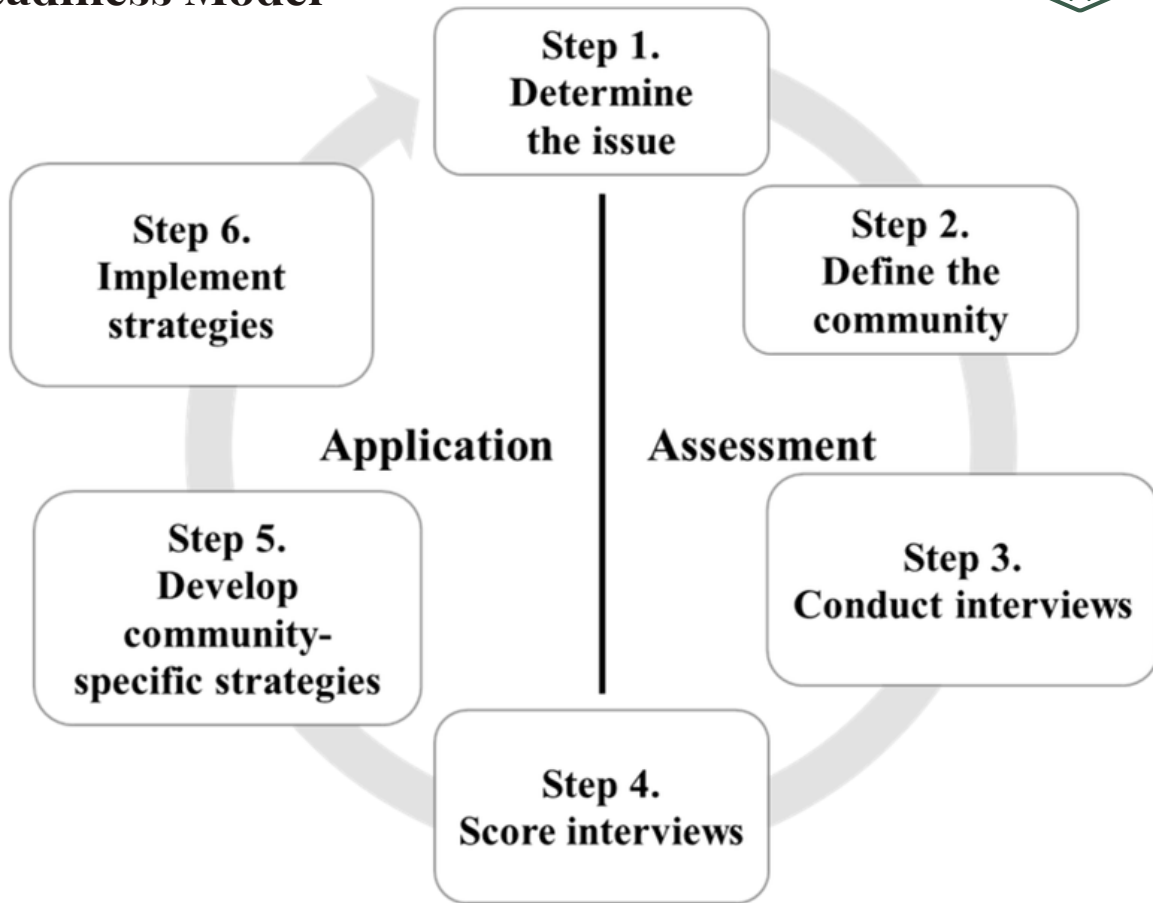 Model
Step 1.
Determine
the issue
Step 2.
Define the
community
Step 3.
Conduct interviews
Step 4.
Score interviews
Step 5.
Develop
community-
specific strategies
Step 6.
Implement
strategies
Application
Assessment